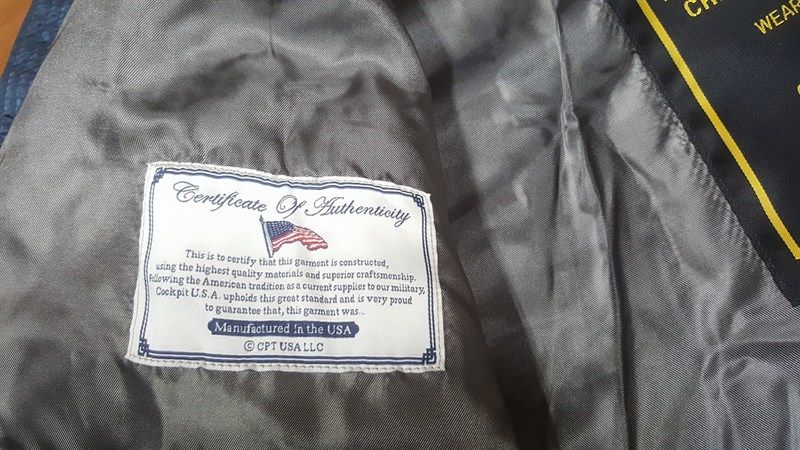 Certificate Of Authenticity
This is to certify that this garment is constructed,
using the highest quality materials and superior craftsmenship.
Following the American tradition as a current supplier to our military,
Cockpit U.S.A. upholds this great standard and is very proud
to guarantee that, this garment was...
Manufactured In the USA
© CPT USA LLC
WEAR